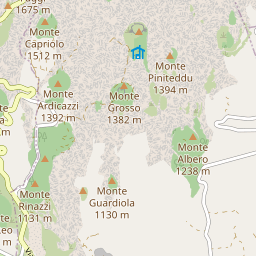 1675 m
Monte
Capriolo
1512 m
Monte
Piniteddu
1394 m
Monte
Ardicazzi
1392 m
Monte
Grosso
1382 m
Monte
Albero
1238 m
Monte
Rinazzi
1131 m
Monte
Guardiola
1130 m